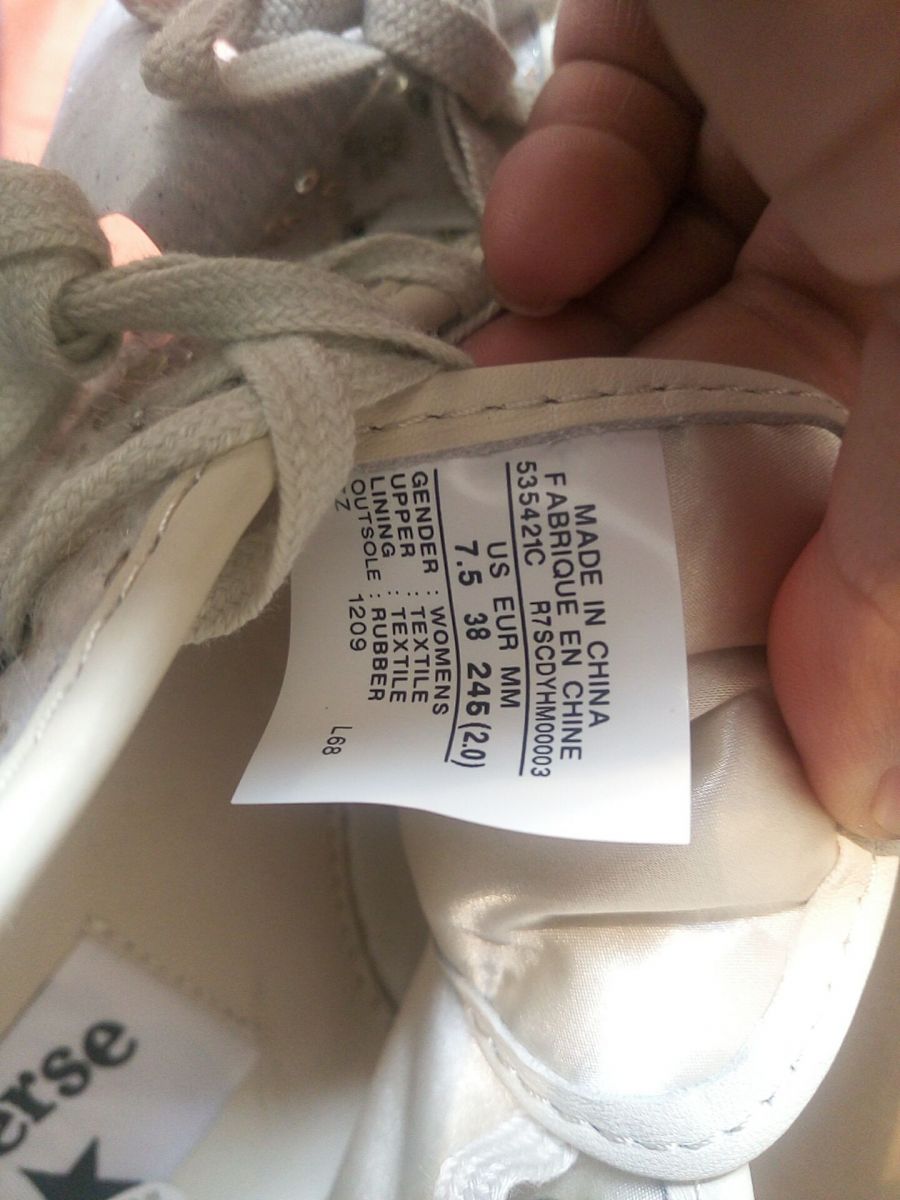 MADE IN CHINA
FABRIQUE EN CHINE
535421C R7SCDYHM00003
US EUR MM
7.5 38 245(2.0)
GENDER : WOMENS
UPPER : TEXTILE
LINING : TEXTILE
OUTSOLE : RUBBER
YZ 1209
L68
erse